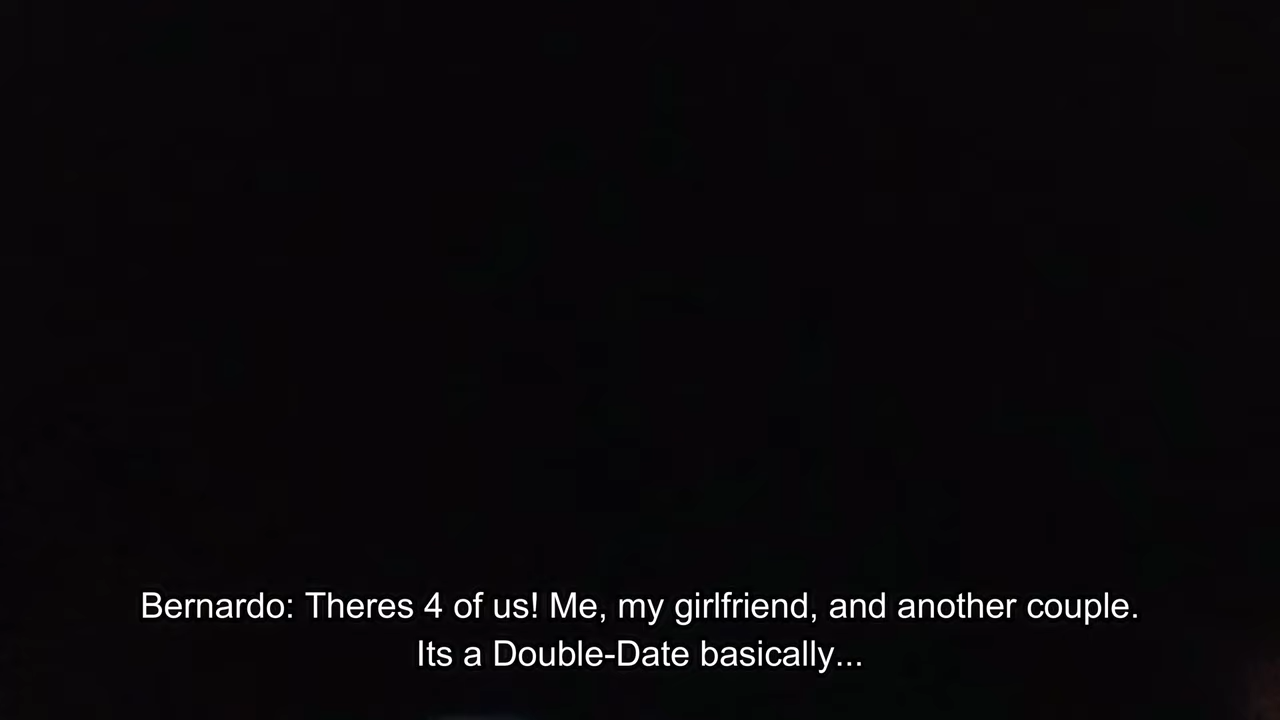 Bernardo: Theres 4 of us! Me, my girlfriend, and another couple.
Its a Double-Date basically...